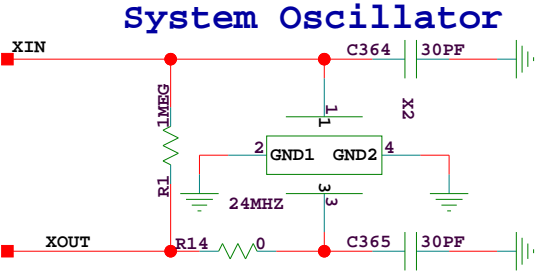 System Oscillator
XIN
C364
30PF
1MEG
R1
X2
1
1
2
GND1
GND2
4
24MHZ
3
3
XOUT
R14
0
C365
30PF